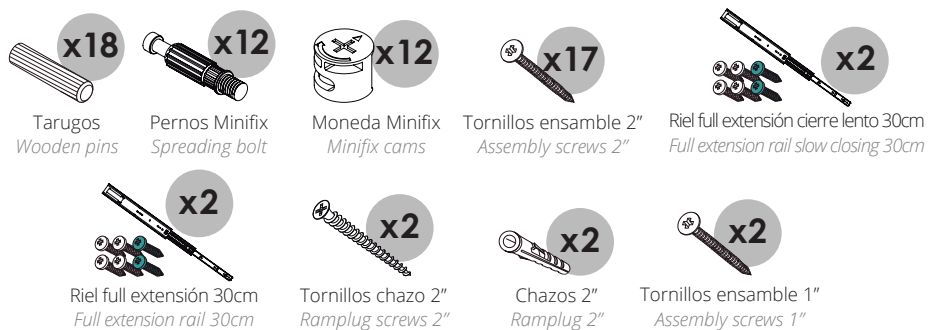 x18
Tarugos
Wooden pins
x12
Pernos Minifix
Spreading bolt
x12
Moneda Minifix
Minifix cams
x17
Tornillos ensamble 2”
Assembly screws 2”
x2
Riel full extensión cierre lento 30cm
Full extension rail slow closing 30cm
x2
Riel full extensión 30cm
Full extension rail 30cm
x2
Tornillos chazo 2”
Ramplug screws 2”
x2
Chazos 2”
Ramplug 2”
x2
Tornillos ensamble 1”
Assembly screws 1”